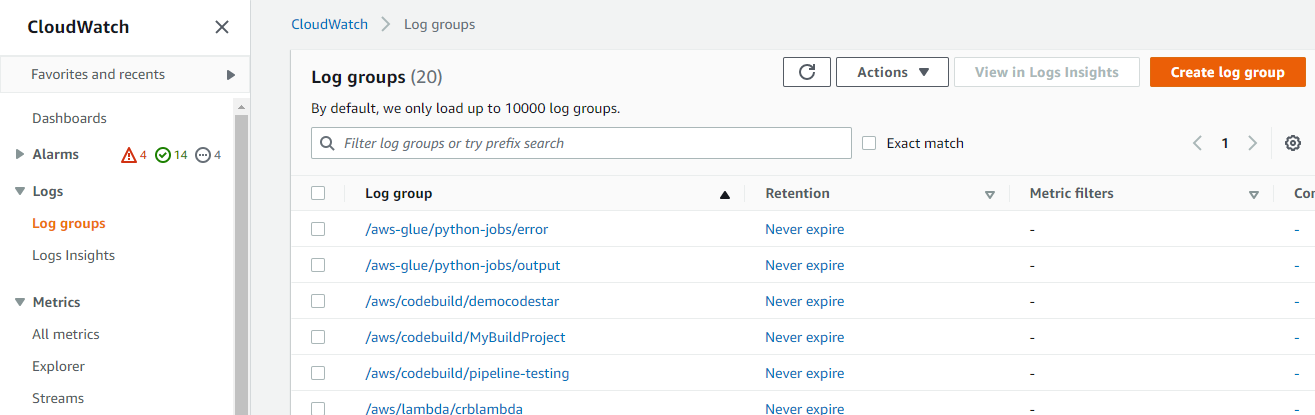 CloudWatch
Favorites and recents
Dashboards
Alarms 4 14 4
Logs
Log groups
Logs Insights
Metrics
All metrics
Explorer
Streams
CloudWatch Log groups
Log groups (20)
Actions
View in Logs Insights
Create log group
By default, we only load up to 10000 log groups.
Filter log groups or try prefix search
Exact match
1
Log group Retention Metric filters Con
/aws-glue/python-jobs/error Never expire - -
/aws-glue/python-jobs/output Never expire - -
/aws/codebuild/democodestar Never expire - -
/aws/codebuild/MyBuildProject Never expire - -
/aws/codebuild/pipeline-testing Never expire - -
/aws/lambda/crblambda Never expire - -